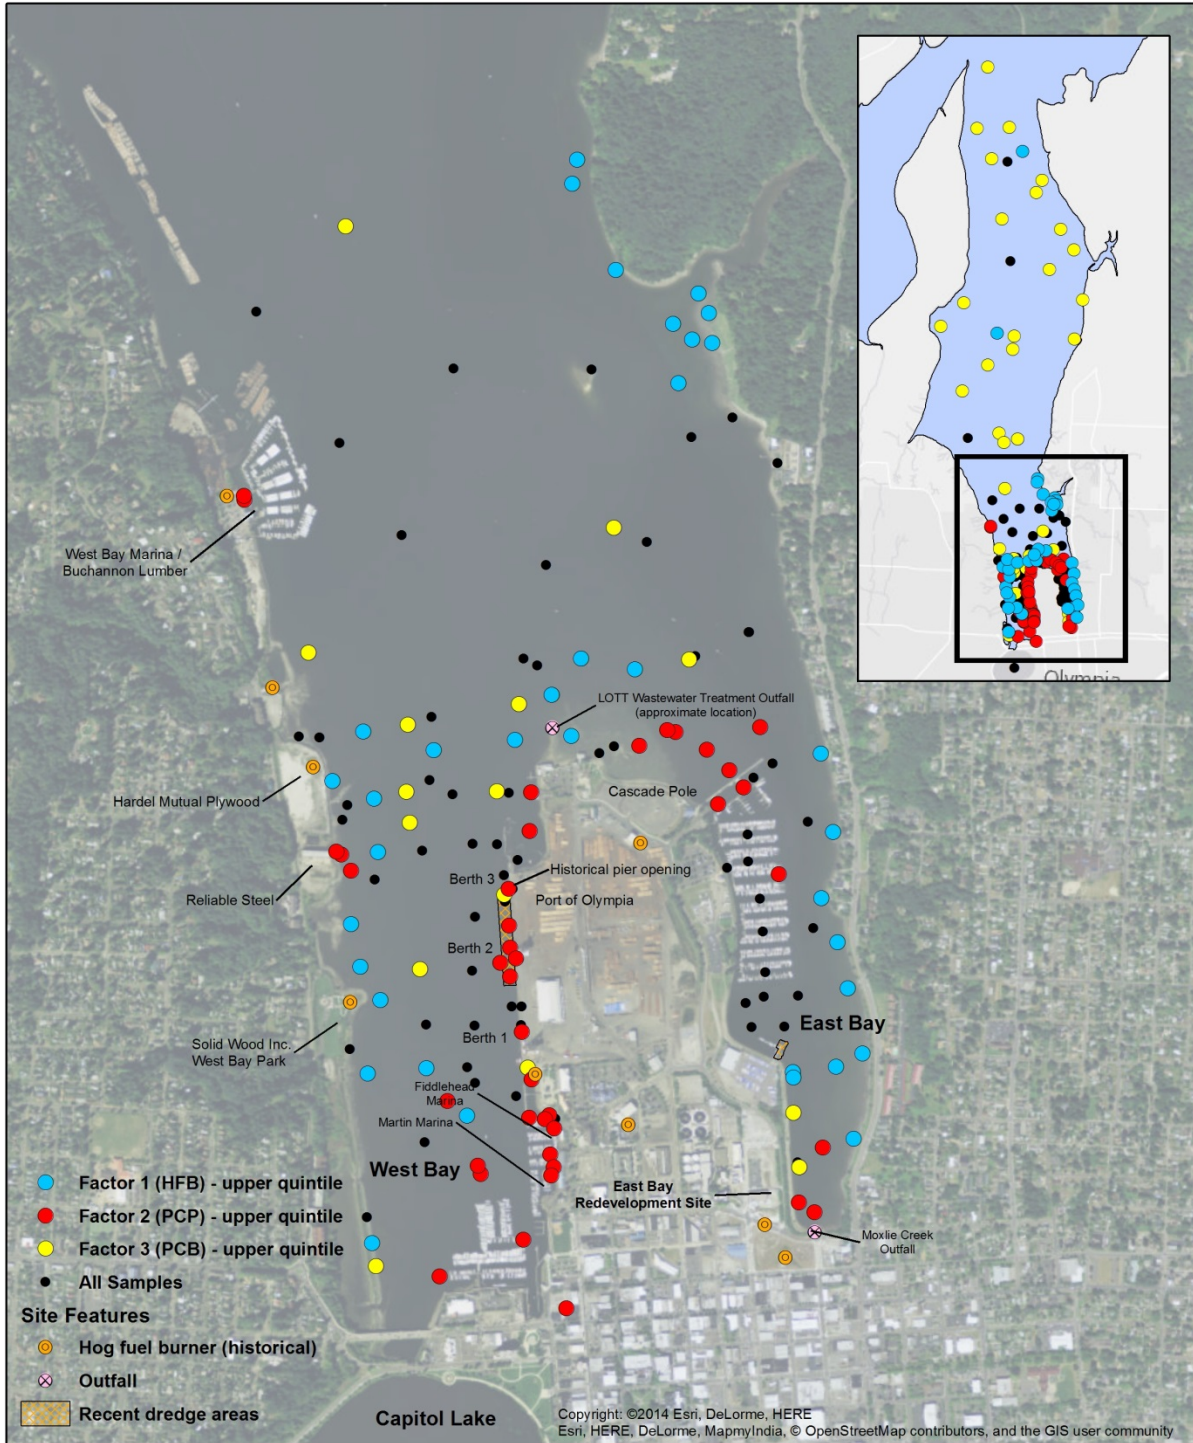 Olympia
West Bay Marina /
Buchannon Lumber
LOTT Wastewater Treatment Outfall
(approximate location)
Hardel Mutual Plywood
Cascade Pole
Berth 3
Historical pier opening
Reliable Steel
Port of Olympia
Berth 2
East Bay
Berth 1
Solid Wood Inc.
West Bay Park
Fiddlehead
Marina
Martin Marina
West Bay
East Bay
Redevelopment Site
Moxlie Creek
Outfall
Factor 1 (HFB) - upper quintile
Factor 2 (PCP) - upper quintile
Factor 3 (PCB) - upper quintile
All Samples
Site Features
Hog fuel burner (historical)
Outfall
Recent dredge areas
Capitol Lake
Copyright: ©2014 Esri, DeLorme, HERE
Esri, HERE, DeLorme, MapmyIndia, © OpenStreetMap contributors, and the GIS user community